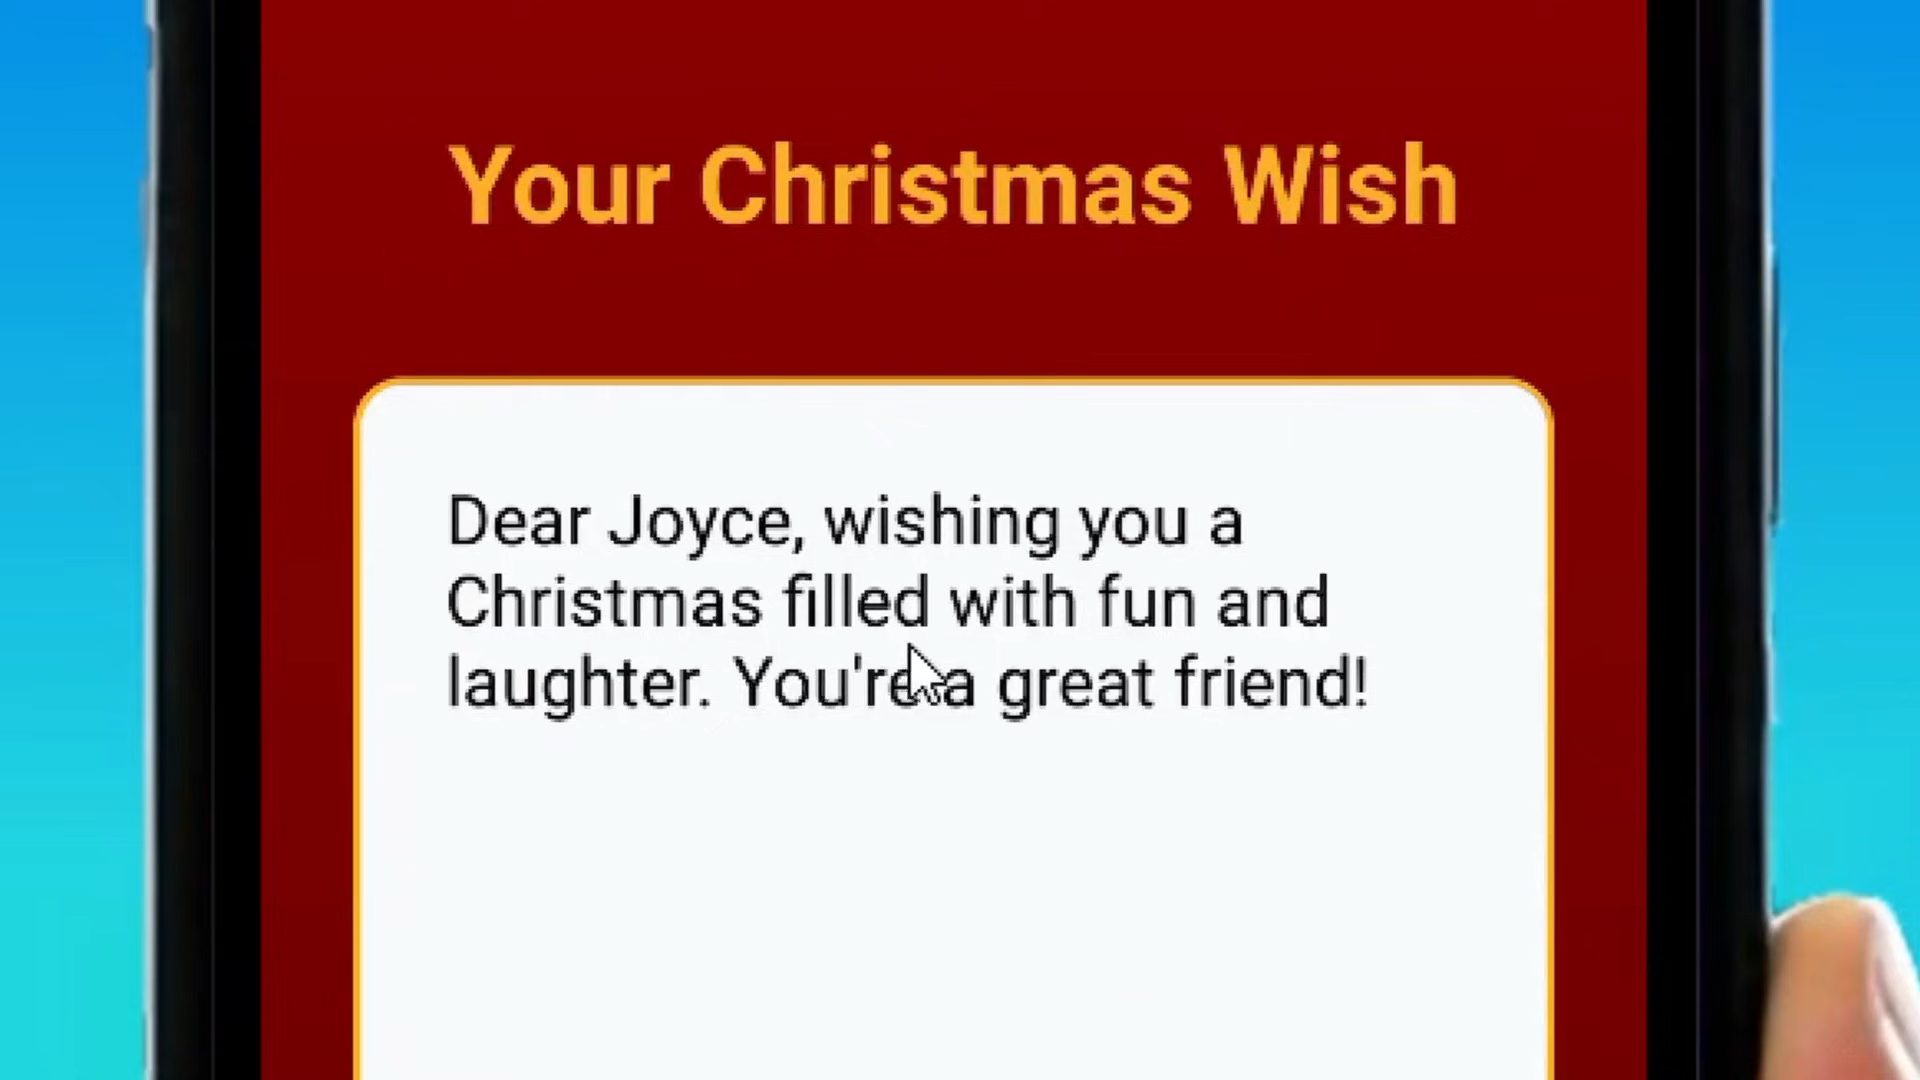 Your Christmas Wish
Dear Joyce, wishing you a
Christmas filled with fun and
laughter. You're a great friend!